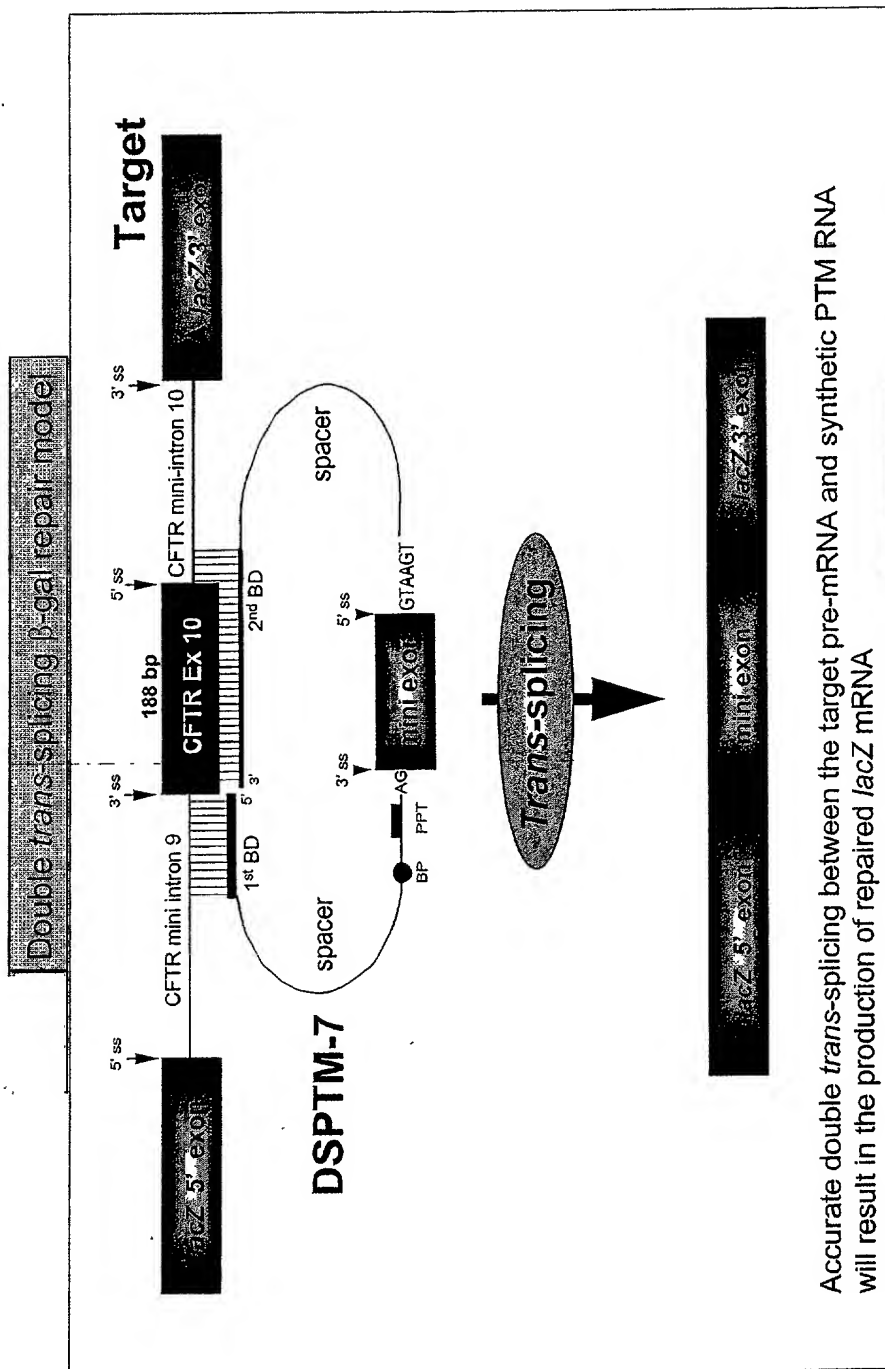 Double trans-splicing ß-gal repair model
Target
5' ss
3' ss
188 bp
5' ss
3' ss
lacZ 5' exon
CFTR mini intron 9
CFTR Ex 10
CFTR mini-intron 10
lacZ 3' exon
1st BD
5' 3'
2nd BD
DSPTM-7
spacer
spacer
3' ss
5' ss
BP
PPT
AG
mini exon
GTAAGT
Trans-splicing
lacZ 5' exon
mini exon
lacZ 3' exon
Accurate double trans-splicing between the target pre-mRNA and synthetic PTM RNA
will result in the production of repaired lacZ mRNA